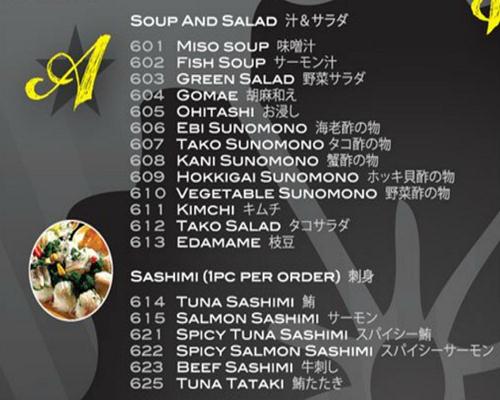 SOUP AND SALAD 汁&サラダ
A
601 MISO SOUP 味噌汁
602 FISH SOUP サーモン汁
603 GREEN SALAD 野菜サラダ
604 GOMAE 胡麻和え
605 OHITASHI お浸し
606 EBI SUNOMONO 海老酢の物
607 TAKO SUNOMONO タコ酢の物
608 KANI SUNOMONO 蟹酢の物
609 HOKKIGAI SUNOMONO ホッキ貝酢の物
610 VEGETABLE SUNOMONO 野菜酢の物
611 KIMCHI キムチ
612 TAKO SALAD タコサラダ
613 EDAMAME 枝豆
SASHIMI (1PC PER ORDER) 刺身
614 TUNA SASHIMI 鮪
615 SALMON SASHIMI サーモン
621 SPICY TUNA SASHIMI スパイシー鮪
622 SPICY SALMON SASHIMI スパイシーサーモン
623 BEEF SASHIMI 牛刺し
625 TUNA TATAKI 鮪たたき